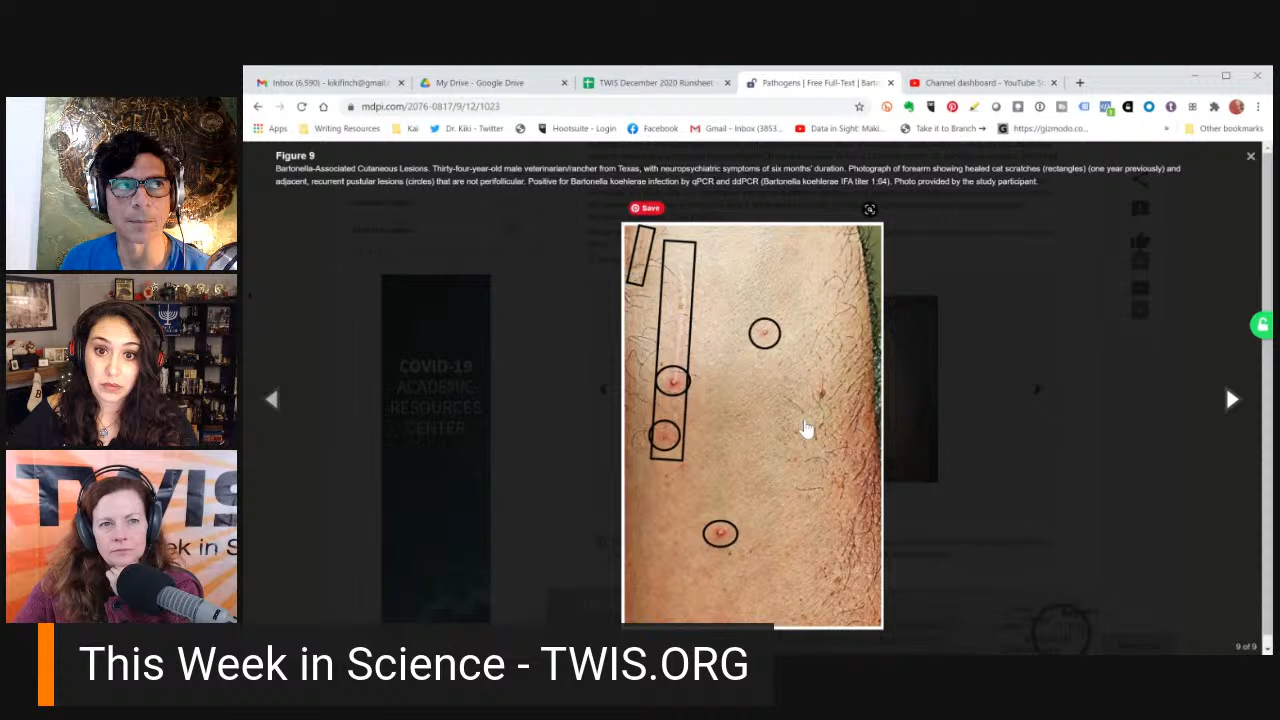 Inbox (6,590) - kikifinch@gmail
My Drive - Google Drive
TWIS December 2020 Runsheet
Pathogens | Free Full-Text | Barto
Channel dashboard - YouTube St
mdpi.com/2076-0817/9/12/1023
Apps
Writing Resources
Kai
Twitter
Dr. Kiki - Twitter
Hootsuite - Login
Facebook
Gmail - Inbox (3853...
Data in Sight: Maki...
Take it to Branch →
https://gizmodo.co...
»
Other bookmarks
Figure 9
Bartonella-Associated Cutaneous Lesions. Thirty-four-year-old male veterinarian/rancher from Texas, with neuropsychiatric symptoms of six months' duration. Photograph of forearm showing healed cat scratches (rectangles) (one year previously) and
adjacent, recurrent pustular lesions (circles) that are not perifollicular. Positive for Bartonella koehlerae infection by qPCR and ddPCR (Bartonella koehlerae IFA titer 1:64). Photo provided by the study participant.
Save
COVID-19
ACADEMIC
RESOURCES
CENTER
9 of 9
TWIS
ek in S
This Week in Science - TWIS.ORG